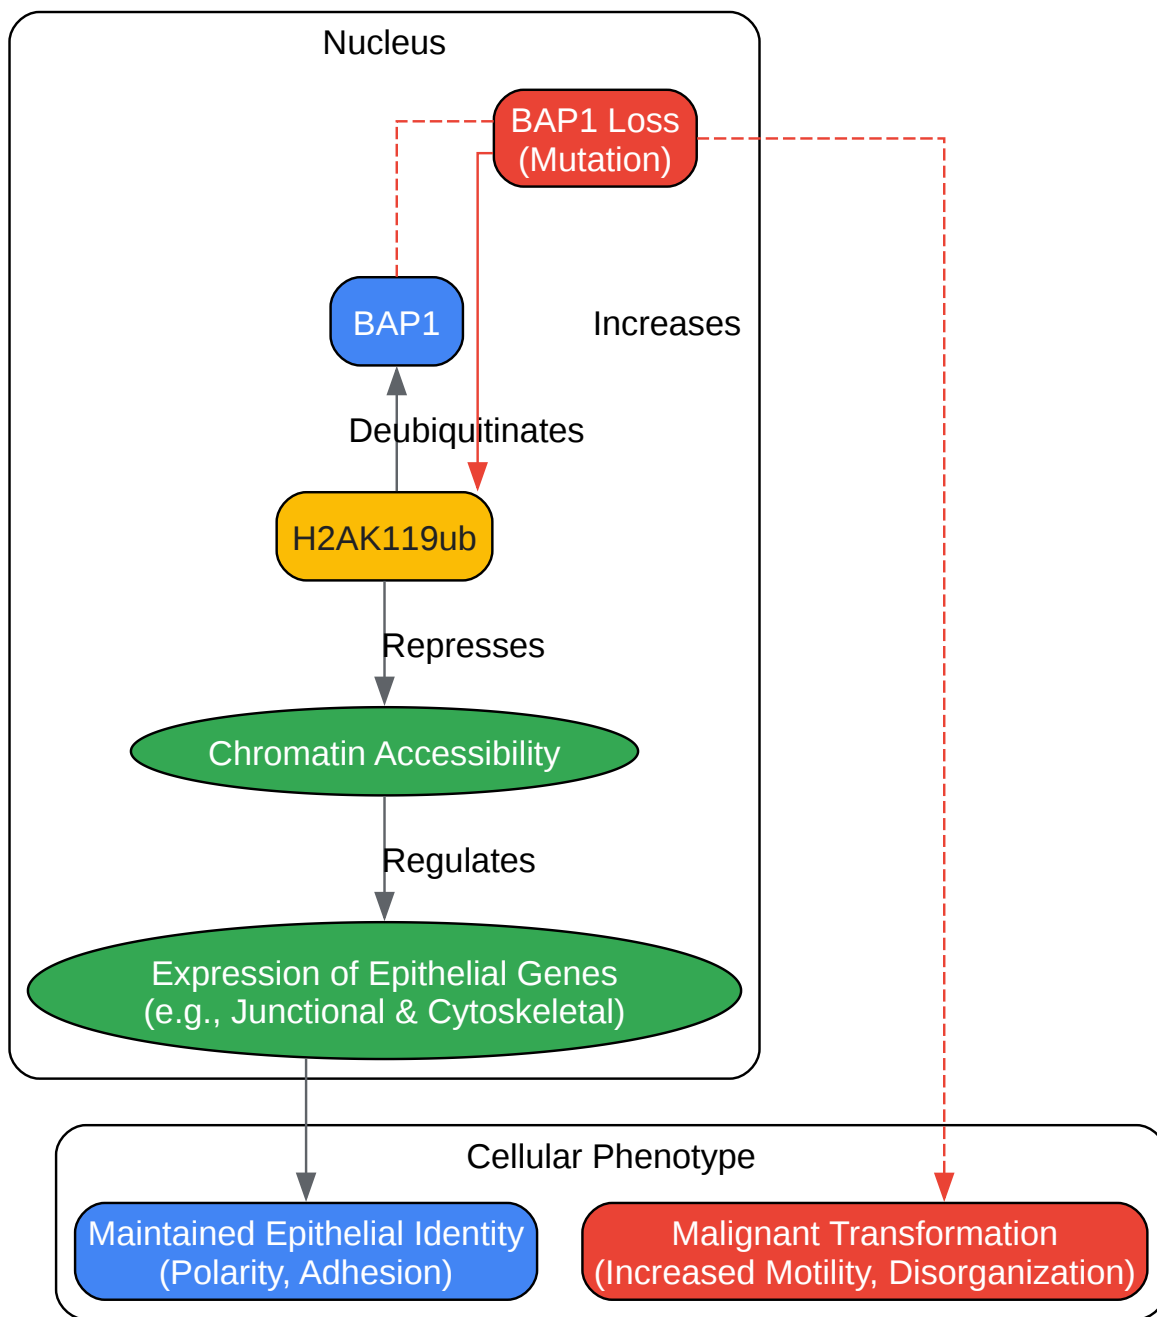 Nucleus
BAP1 Loss
(Mutation)
BAP1
Increases
Deubiquitinates
H2AK119ub
Represses
Chromatin Accessibility
Regulates
Expression of Epithelial Genes
(e.g., Junctional & Cytoskeletal)
Cellular Phenotype
Maintained Epithelial Identity
(Polarity, Adhesion)
Malignant Transformation
(Increased Motility, Disorganization)